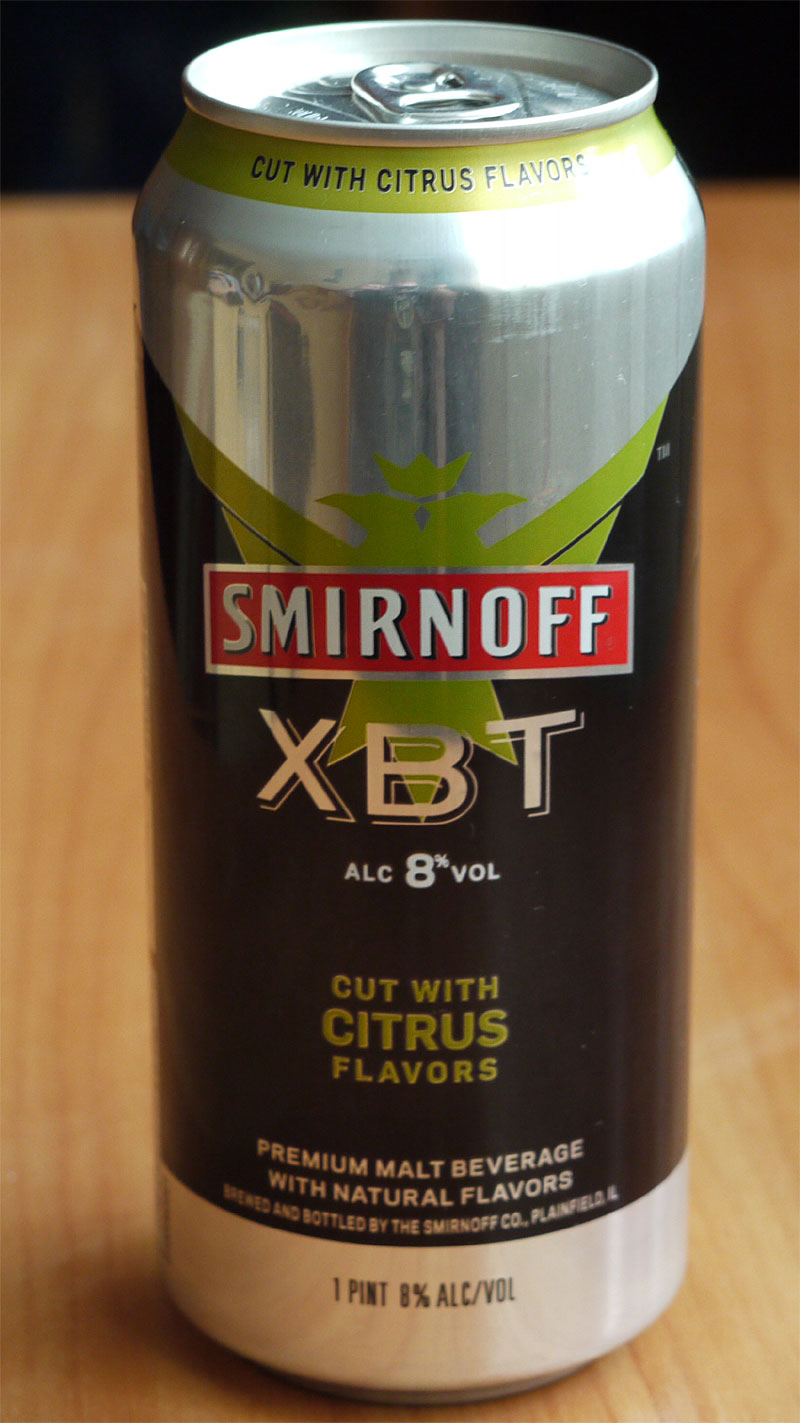 CUT WITH CITRUS FLAVORS
TM
SMIRNOFF
XBT
ALC 8% VOL
CUT WITH
CITRUS
FLAVORS
PREMIUM MALT BEVERAGE
WITH NATURAL FLAVORS
BREWED AND BOTTLED BY THE SMIRNOFF CO., PLAINFIELD, IL
1 PINT 8% ALC/VOL